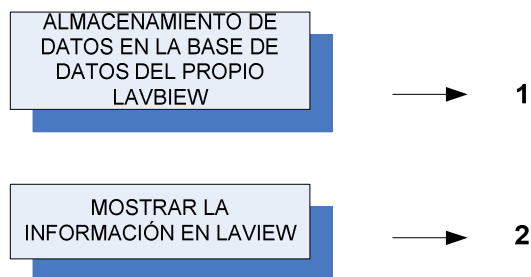 ALMACENAMIENTO DE
DATOS EN LA BASE DE
DATOS DEL PROPIO
LAVBIEW
1
MOSTRAR LA
INFORMACIÓN EN LAVIEW
2